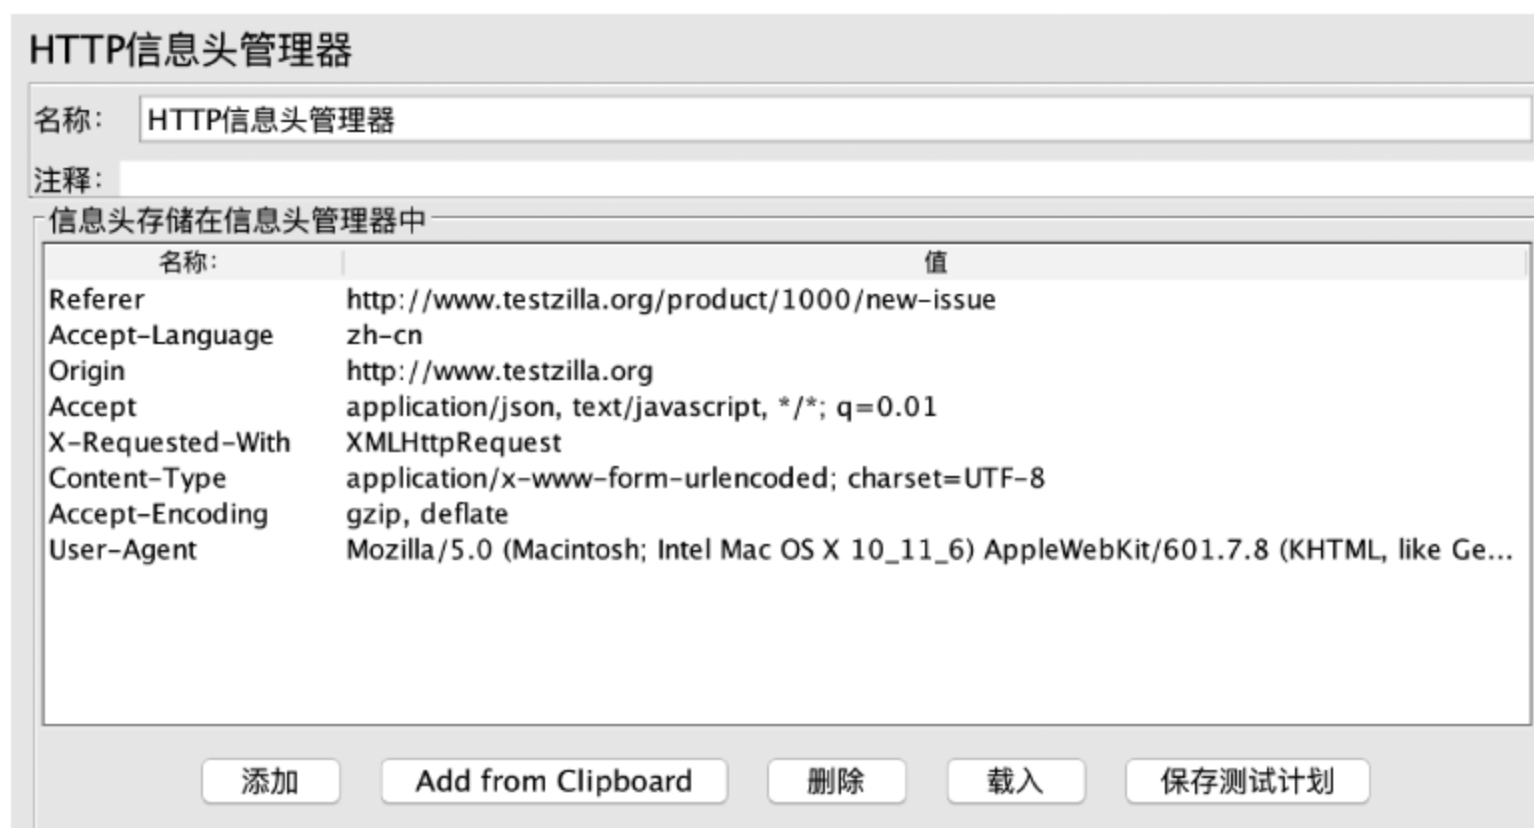 HTTP信息头管理器
名称: HTTP信息头管理器
注释:
信息头存储在信息头管理器中
名称: 值
Referer http://www.testzilla.org/product/1000/new-issue
Accept-Language zh-cn
Origin http://www.testzilla.org
Accept application/json, text/javascript, */*; q=0.01
X-Requested-With XMLHttpRequest
Content-Type application/x-www-form-urlencoded; charset=UTF-8
Accept-Encoding gzip, deflate
User-Agent Mozilla/5.0 (Macintosh; Intel Mac OS X 10_11_6) AppleWebKit/601.7.8 (KHTML, like Ge...
添加 Add from Clipboard 删除 载入 保存测试计划